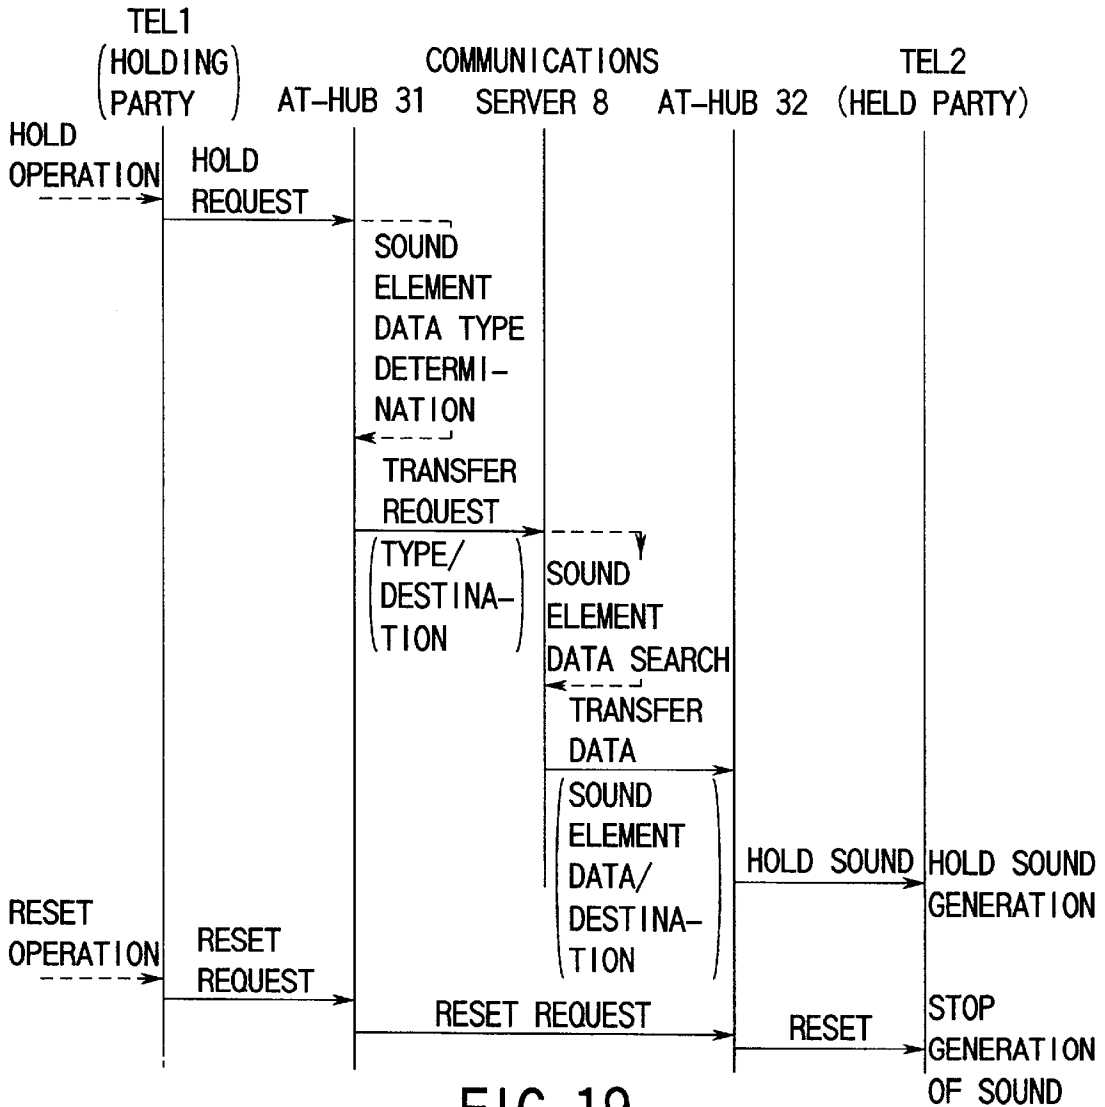 TEL1
(HOLDING
PARTY)
AT-HUB 31
COMMUNICATIONS
SERVER 8
AT-HUB 32
TEL2
(HELD PARTY)
HOLD
OPERATION
HOLD
REQUEST
SOUND
ELEMENT
DATA TYPE
DETERMI-
NATION
TRANSFER
REQUEST
(TYPE/
DESTINA-
TION)
SOUND
ELEMENT
DATA SEARCH
TRANSFER
DATA
(SOUND
ELEMENT
DATA/
DESTINA-
TION)
HOLD SOUND
HOLD SOUND
GENERATION
RESET
OPERATION
RESET
REQUEST
RESET REQUEST
RESET
STOP
GENERATION
OF SOUND
FIG. 19